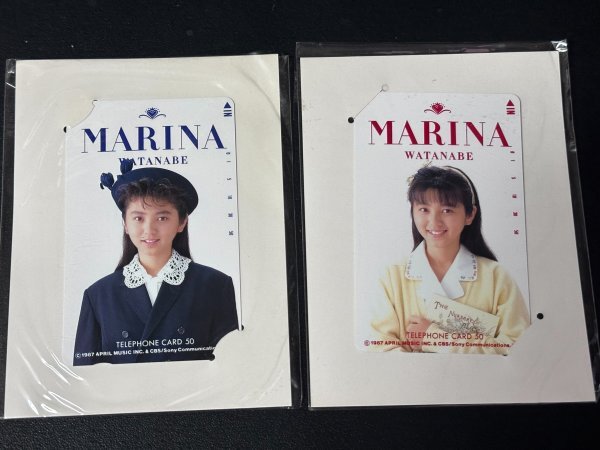 MARINA
WATANABE
TELEPHONE CARD 50
© 1987 APRIL MUSIC INC. & CBS/Sony Communications.
MARINA
WATANABE
TELEPHONE CARD 50
© 1987 APRIL MUSIC INC. & CBS/Sony Communications.